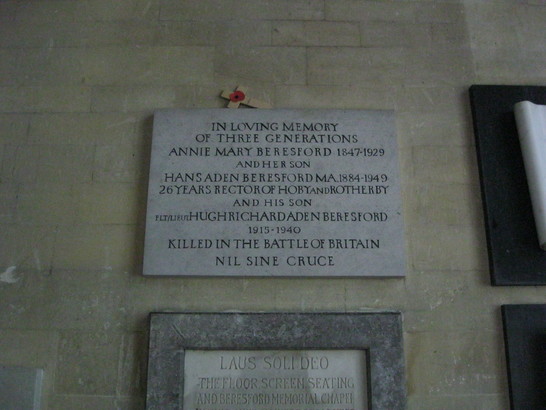 IN LOVING MEMORY
OF THREE GENERATIONS
ANNIE MARY BERESFORD 1847-1929
AND HER SON
HANS ADEN BERESFORD M.A. 1884-1949
26 YEARS RECTOR OF HOBY AND ROTHERBY
AND HIS SON
FLT/LIEUT HUGH RICHARD ADEN BERESFORD
1915-1940
KILLED IN THE BATTLE OF BRITAIN
NIL SINE CRUCE
LAUS SOLI DEO
THE FLOOR SCREEN SEATING
AND BERESFORD MEMORIAL CHAPEL